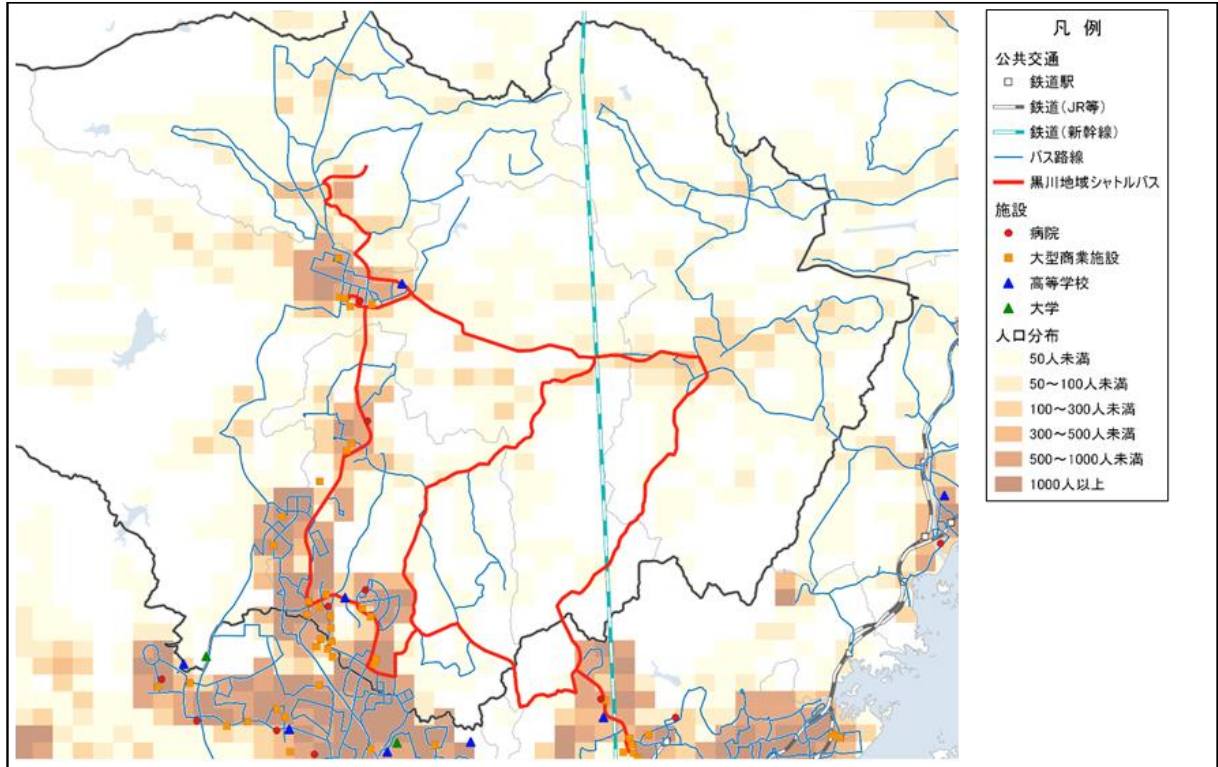 凡 例
公共交通
鉄道駅
鉄道(JR等)
鉄道(新幹線)
バス路線
黒川地域シャトルバス
施設
病院
大型商業施設
高等学校
大学
人口分布
50人未満
50～100人未満
100～300人未満
300～500人未満
500～1000人未満
1000人以上